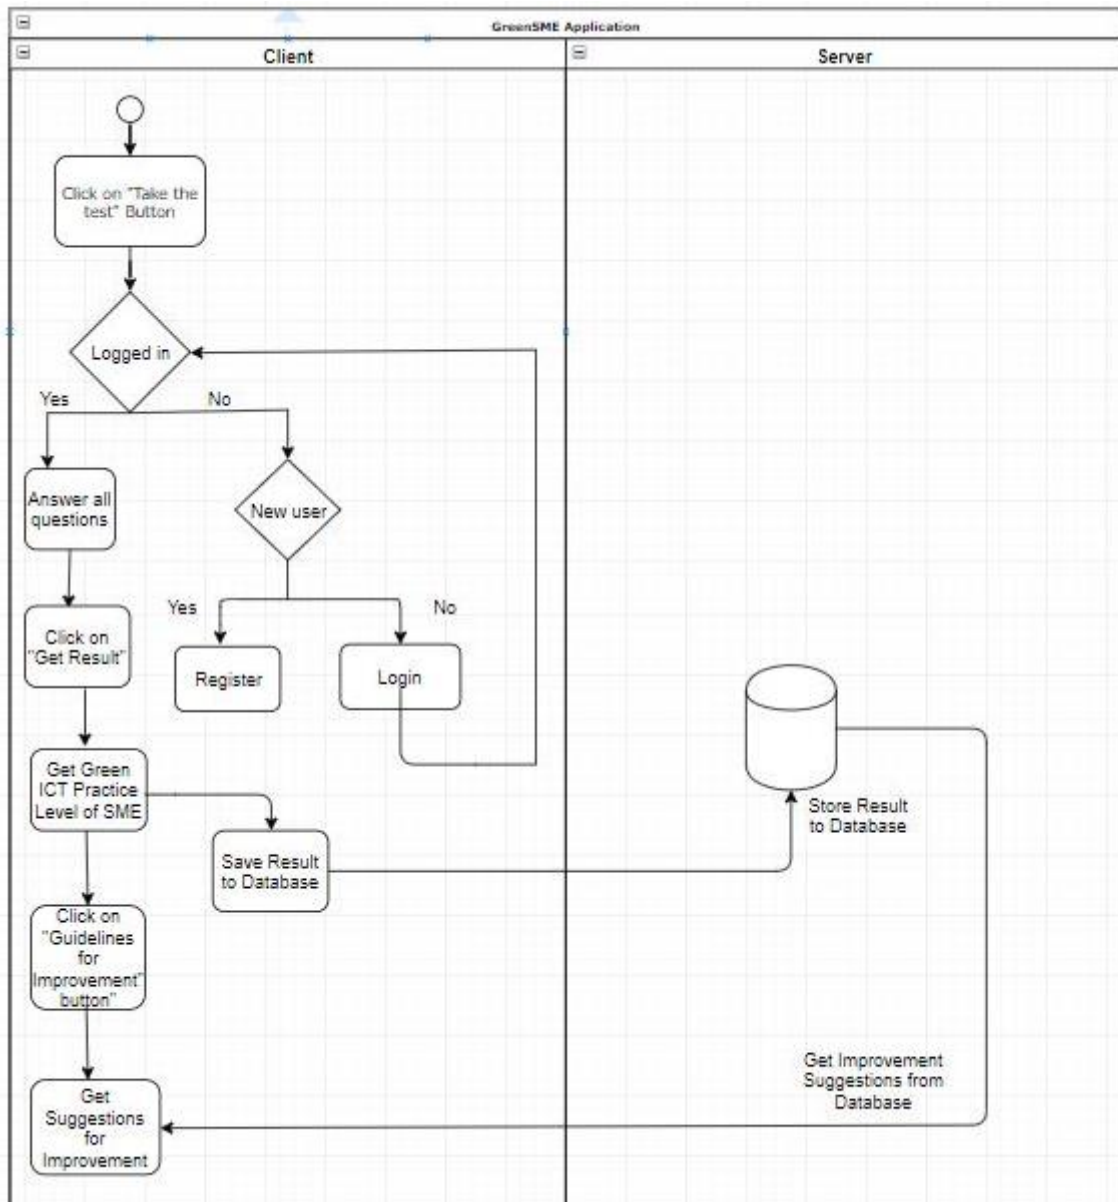 GreenSME Application
Client
Server
Click on "Take the
test" Button
Logged in
Yes
No
Answer all
questions
New user
Yes
No
Click on
"Get Result"
Register
Login
Get Green
ICT Practice
Level of SME
Store Result
to Database
Save Result
to Database
Click on
"Guidelines
for
Improvement"
button"
Get Improvement
Suggestions from
Database
Get
Suggestions
for
Improvement